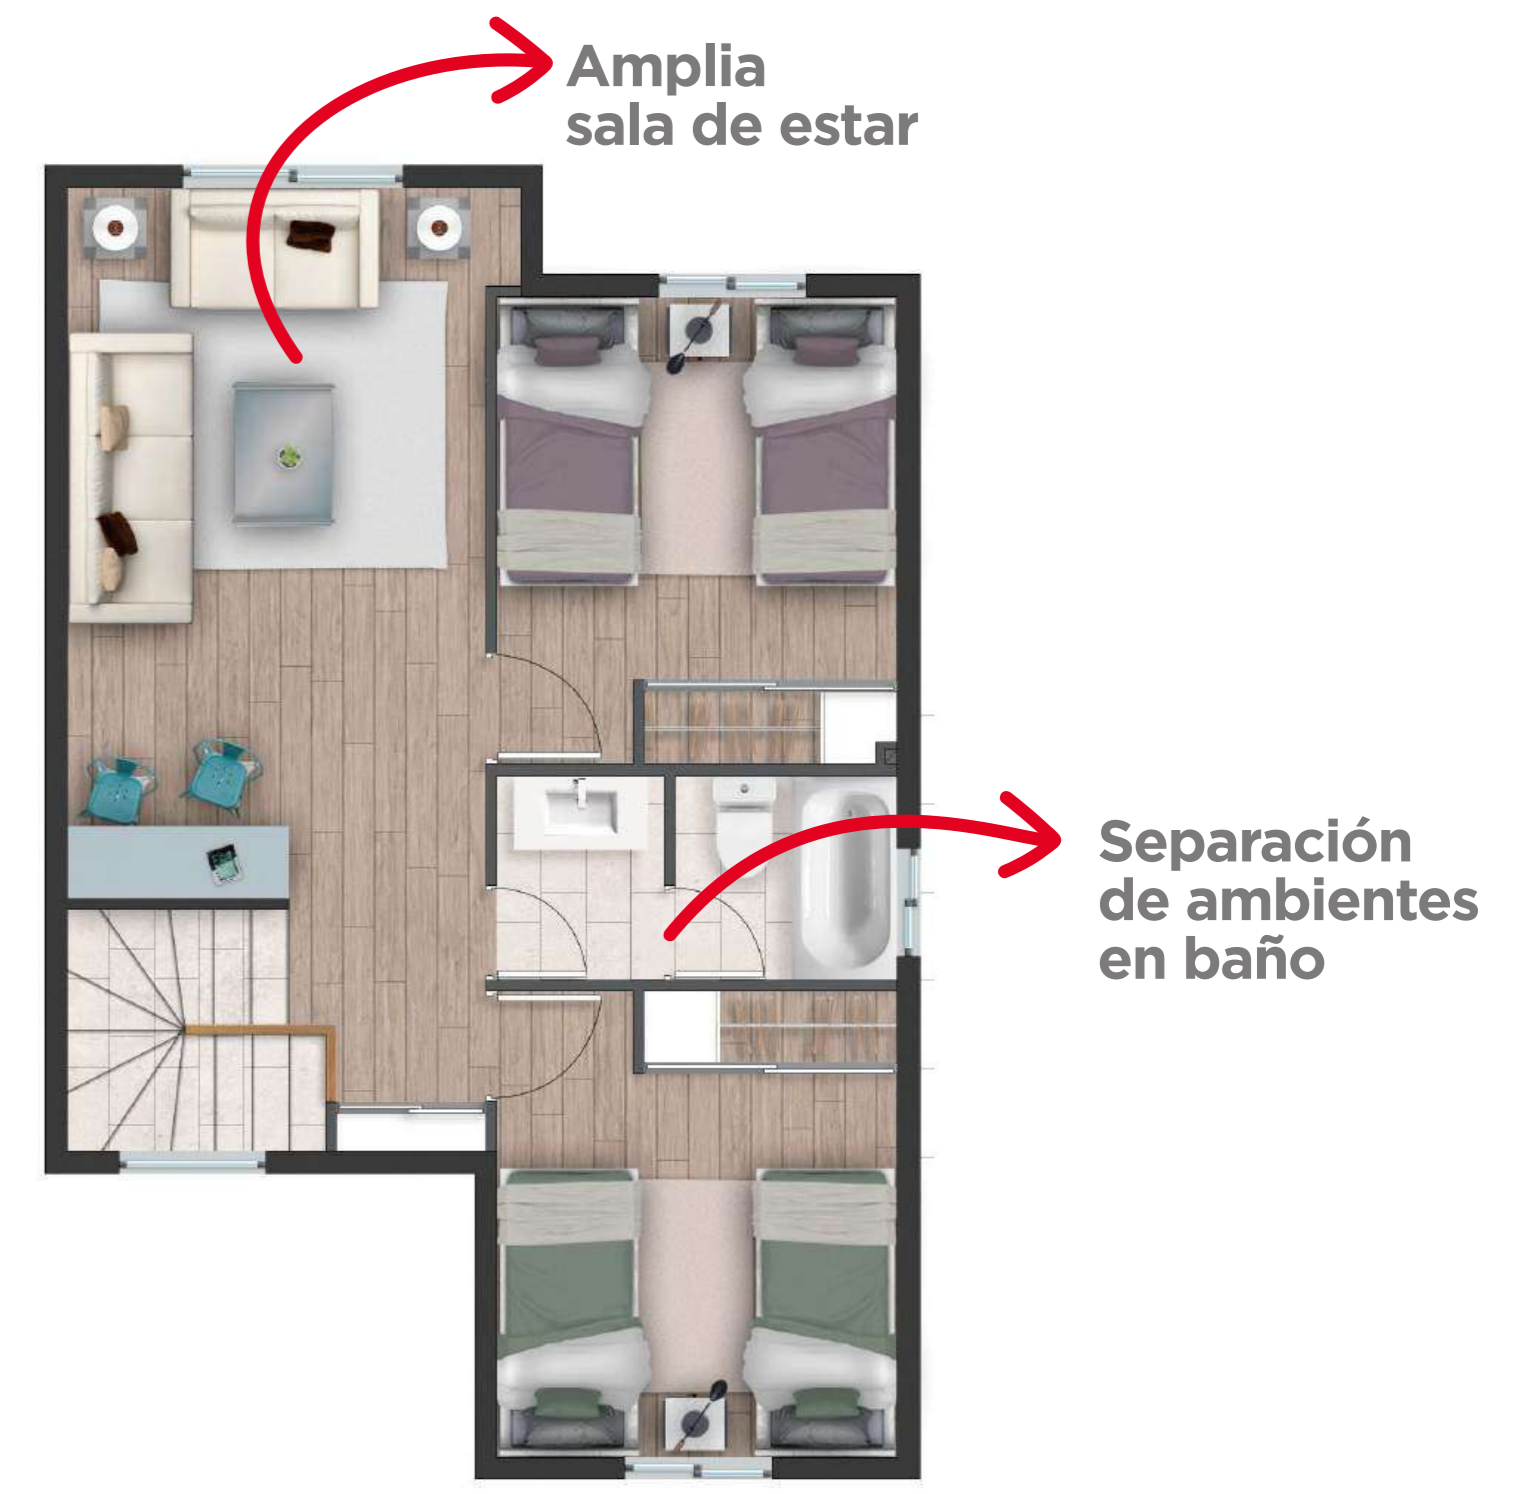 Amplia
sala de estar
Separación
de ambientes
en baño